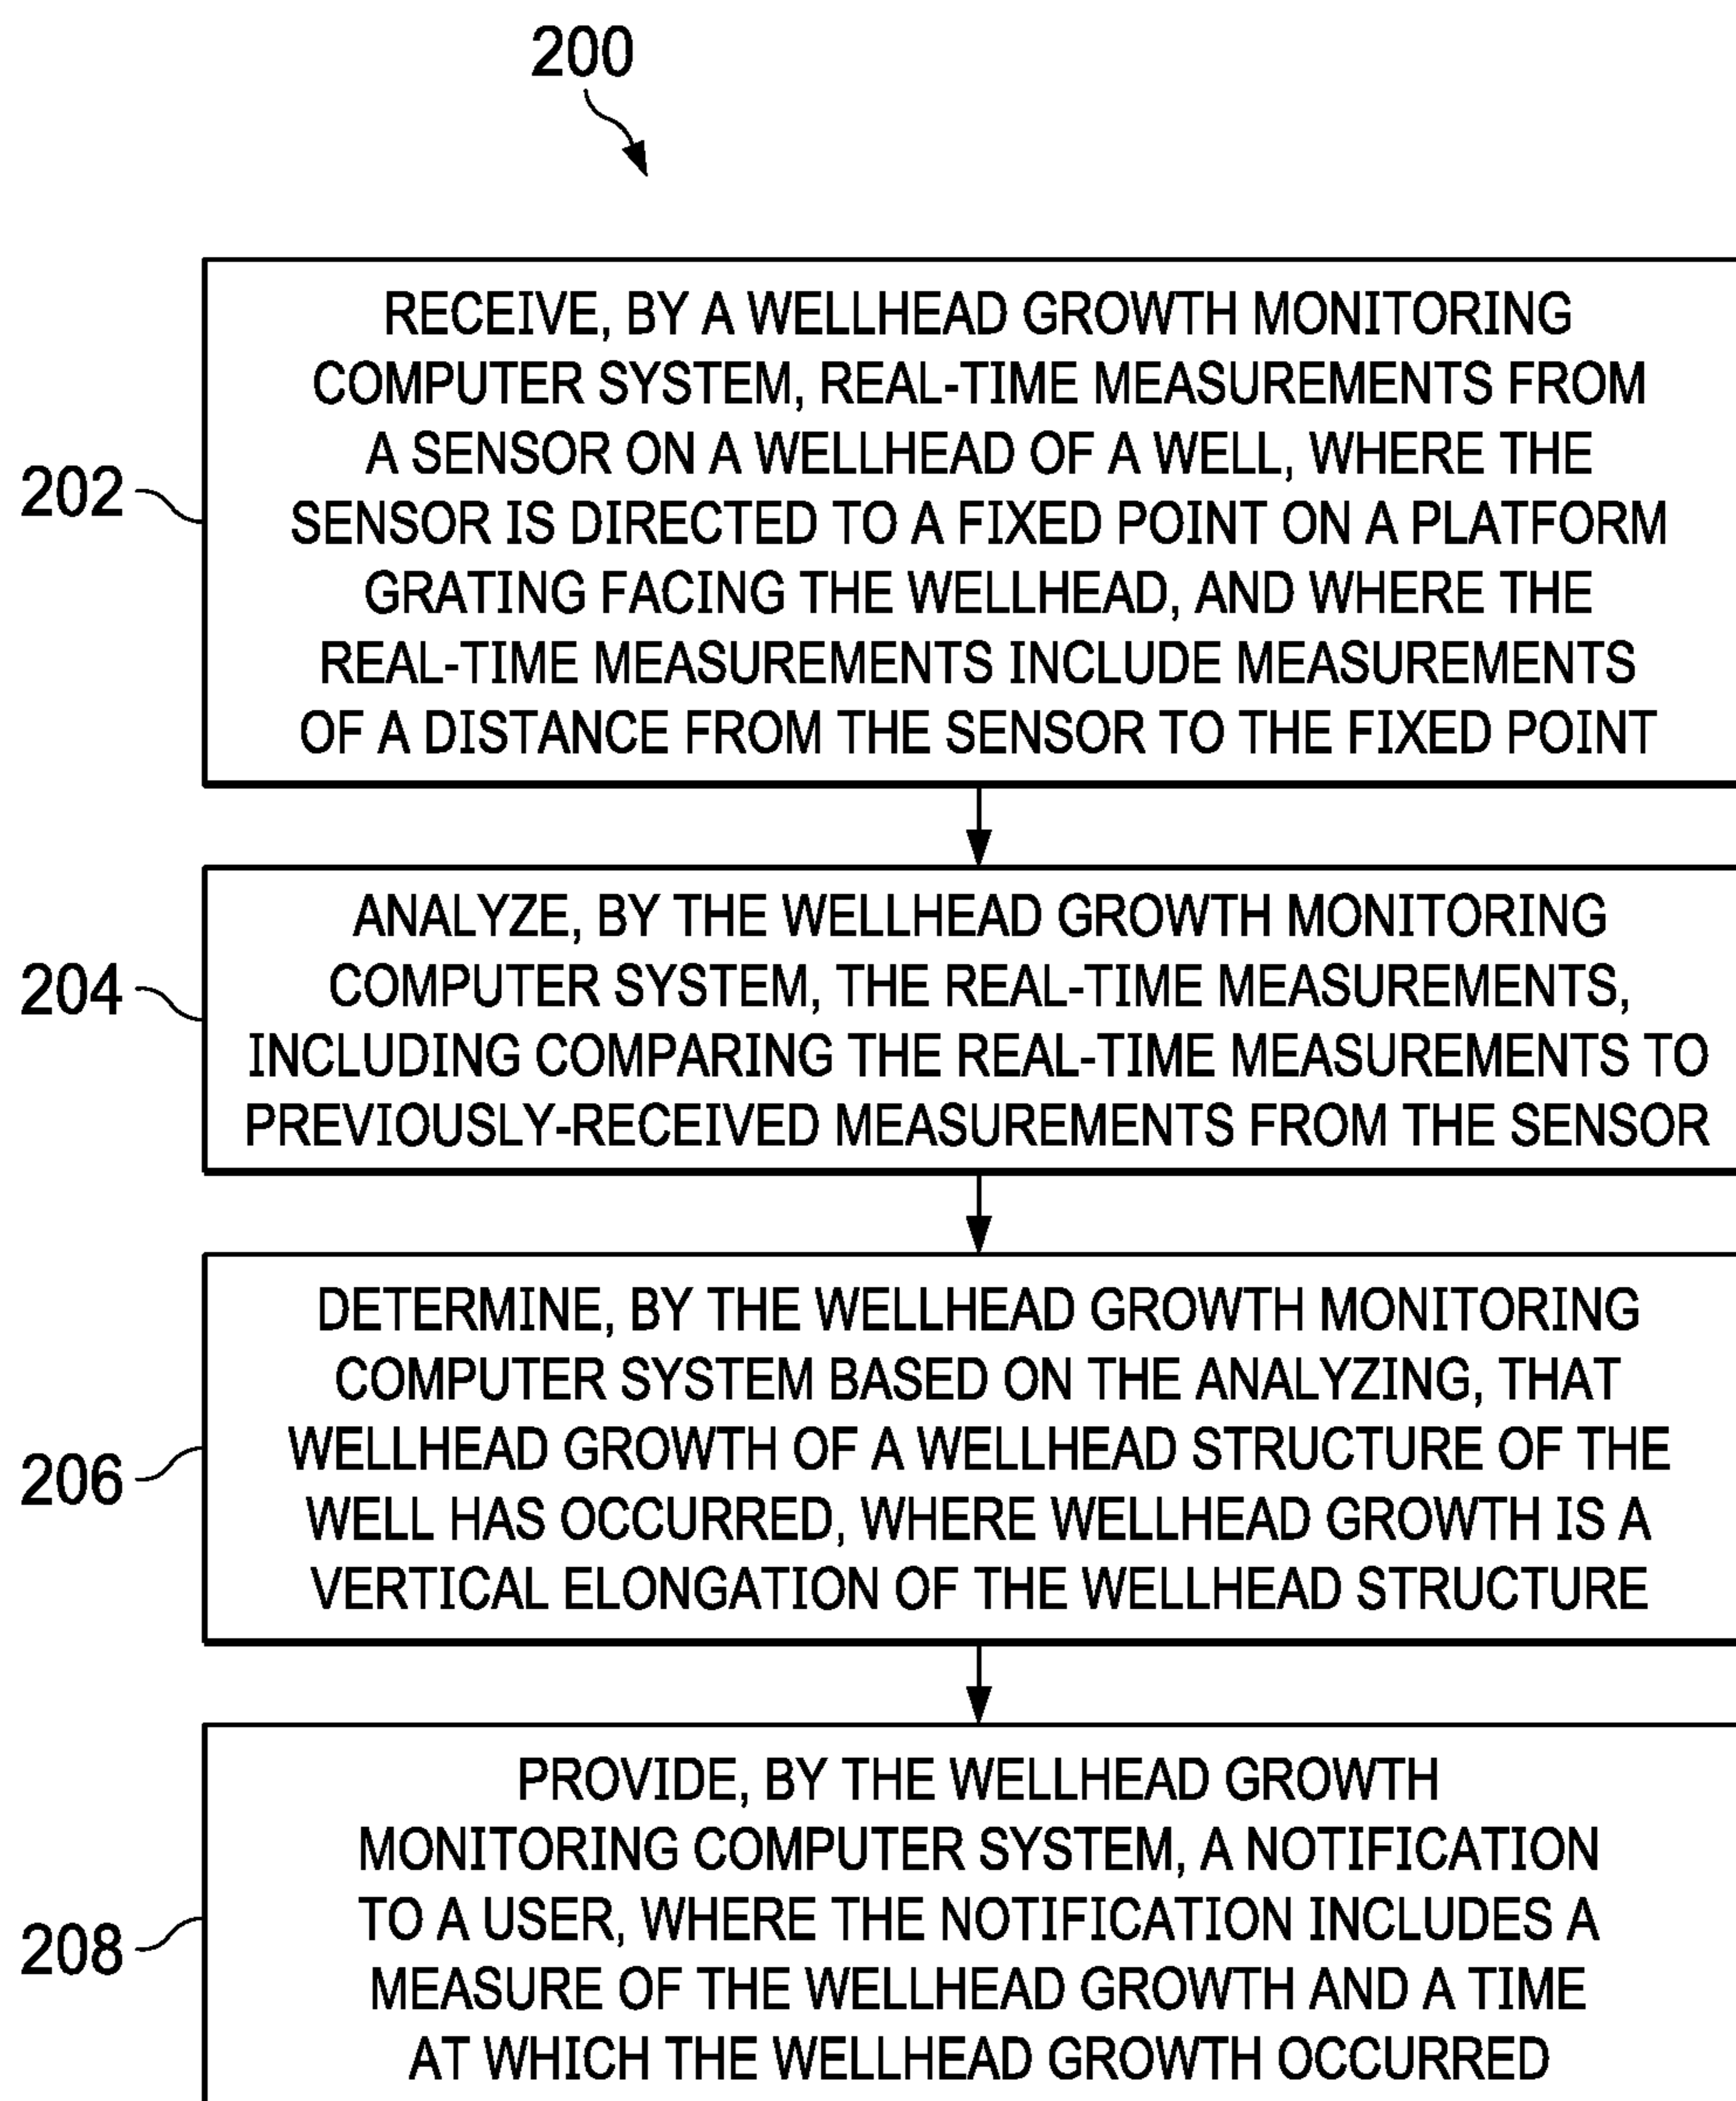 200
RECEIVE, BY A WELLHEAD GROWTH MONITORING
COMPUTER SYSTEM, REAL-TIME MEASUREMENTS FROM
A SENSOR ON A WELLHEAD OF A WELL, WHERE THE
SENSOR IS DIRECTED TO A FIXED POINT ON A PLATFORM
GRATING FACING THE WELLHEAD, AND WHERE THE
REAL-TIME MEASUREMENTS INCLUDE MEASUREMENTS
OF A DISTANCE FROM THE SENSOR TO THE FIXED POINT
202
ANALYZE, BY THE WELLHEAD GROWTH MONITORING
COMPUTER SYSTEM, THE REAL-TIME MEASUREMENTS,
INCLUDING COMPARING THE REAL-TIME MEASUREMENTS TO
PREVIOUSLY-RECEIVED MEASUREMENTS FROM THE SENSOR
204
DETERMINE, BY THE WELLHEAD GROWTH MONITORING
COMPUTER SYSTEM BASED ON THE ANALYZING, THAT
WELLHEAD GROWTH OF A WELLHEAD STRUCTURE OF THE
WELL HAS OCCURRED, WHERE WELLHEAD GROWTH IS A
VERTICAL ELONGATION OF THE WELLHEAD STRUCTURE
206
PROVIDE, BY THE WELLHEAD GROWTH
MONITORING COMPUTER SYSTEM, A NOTIFICATION
TO A USER, WHERE THE NOTIFICATION INCLUDES A
MEASURE OF THE WELLHEAD GROWTH AND A TIME
AT WHICH THE WELLHEAD GROWTH OCCURRED
208